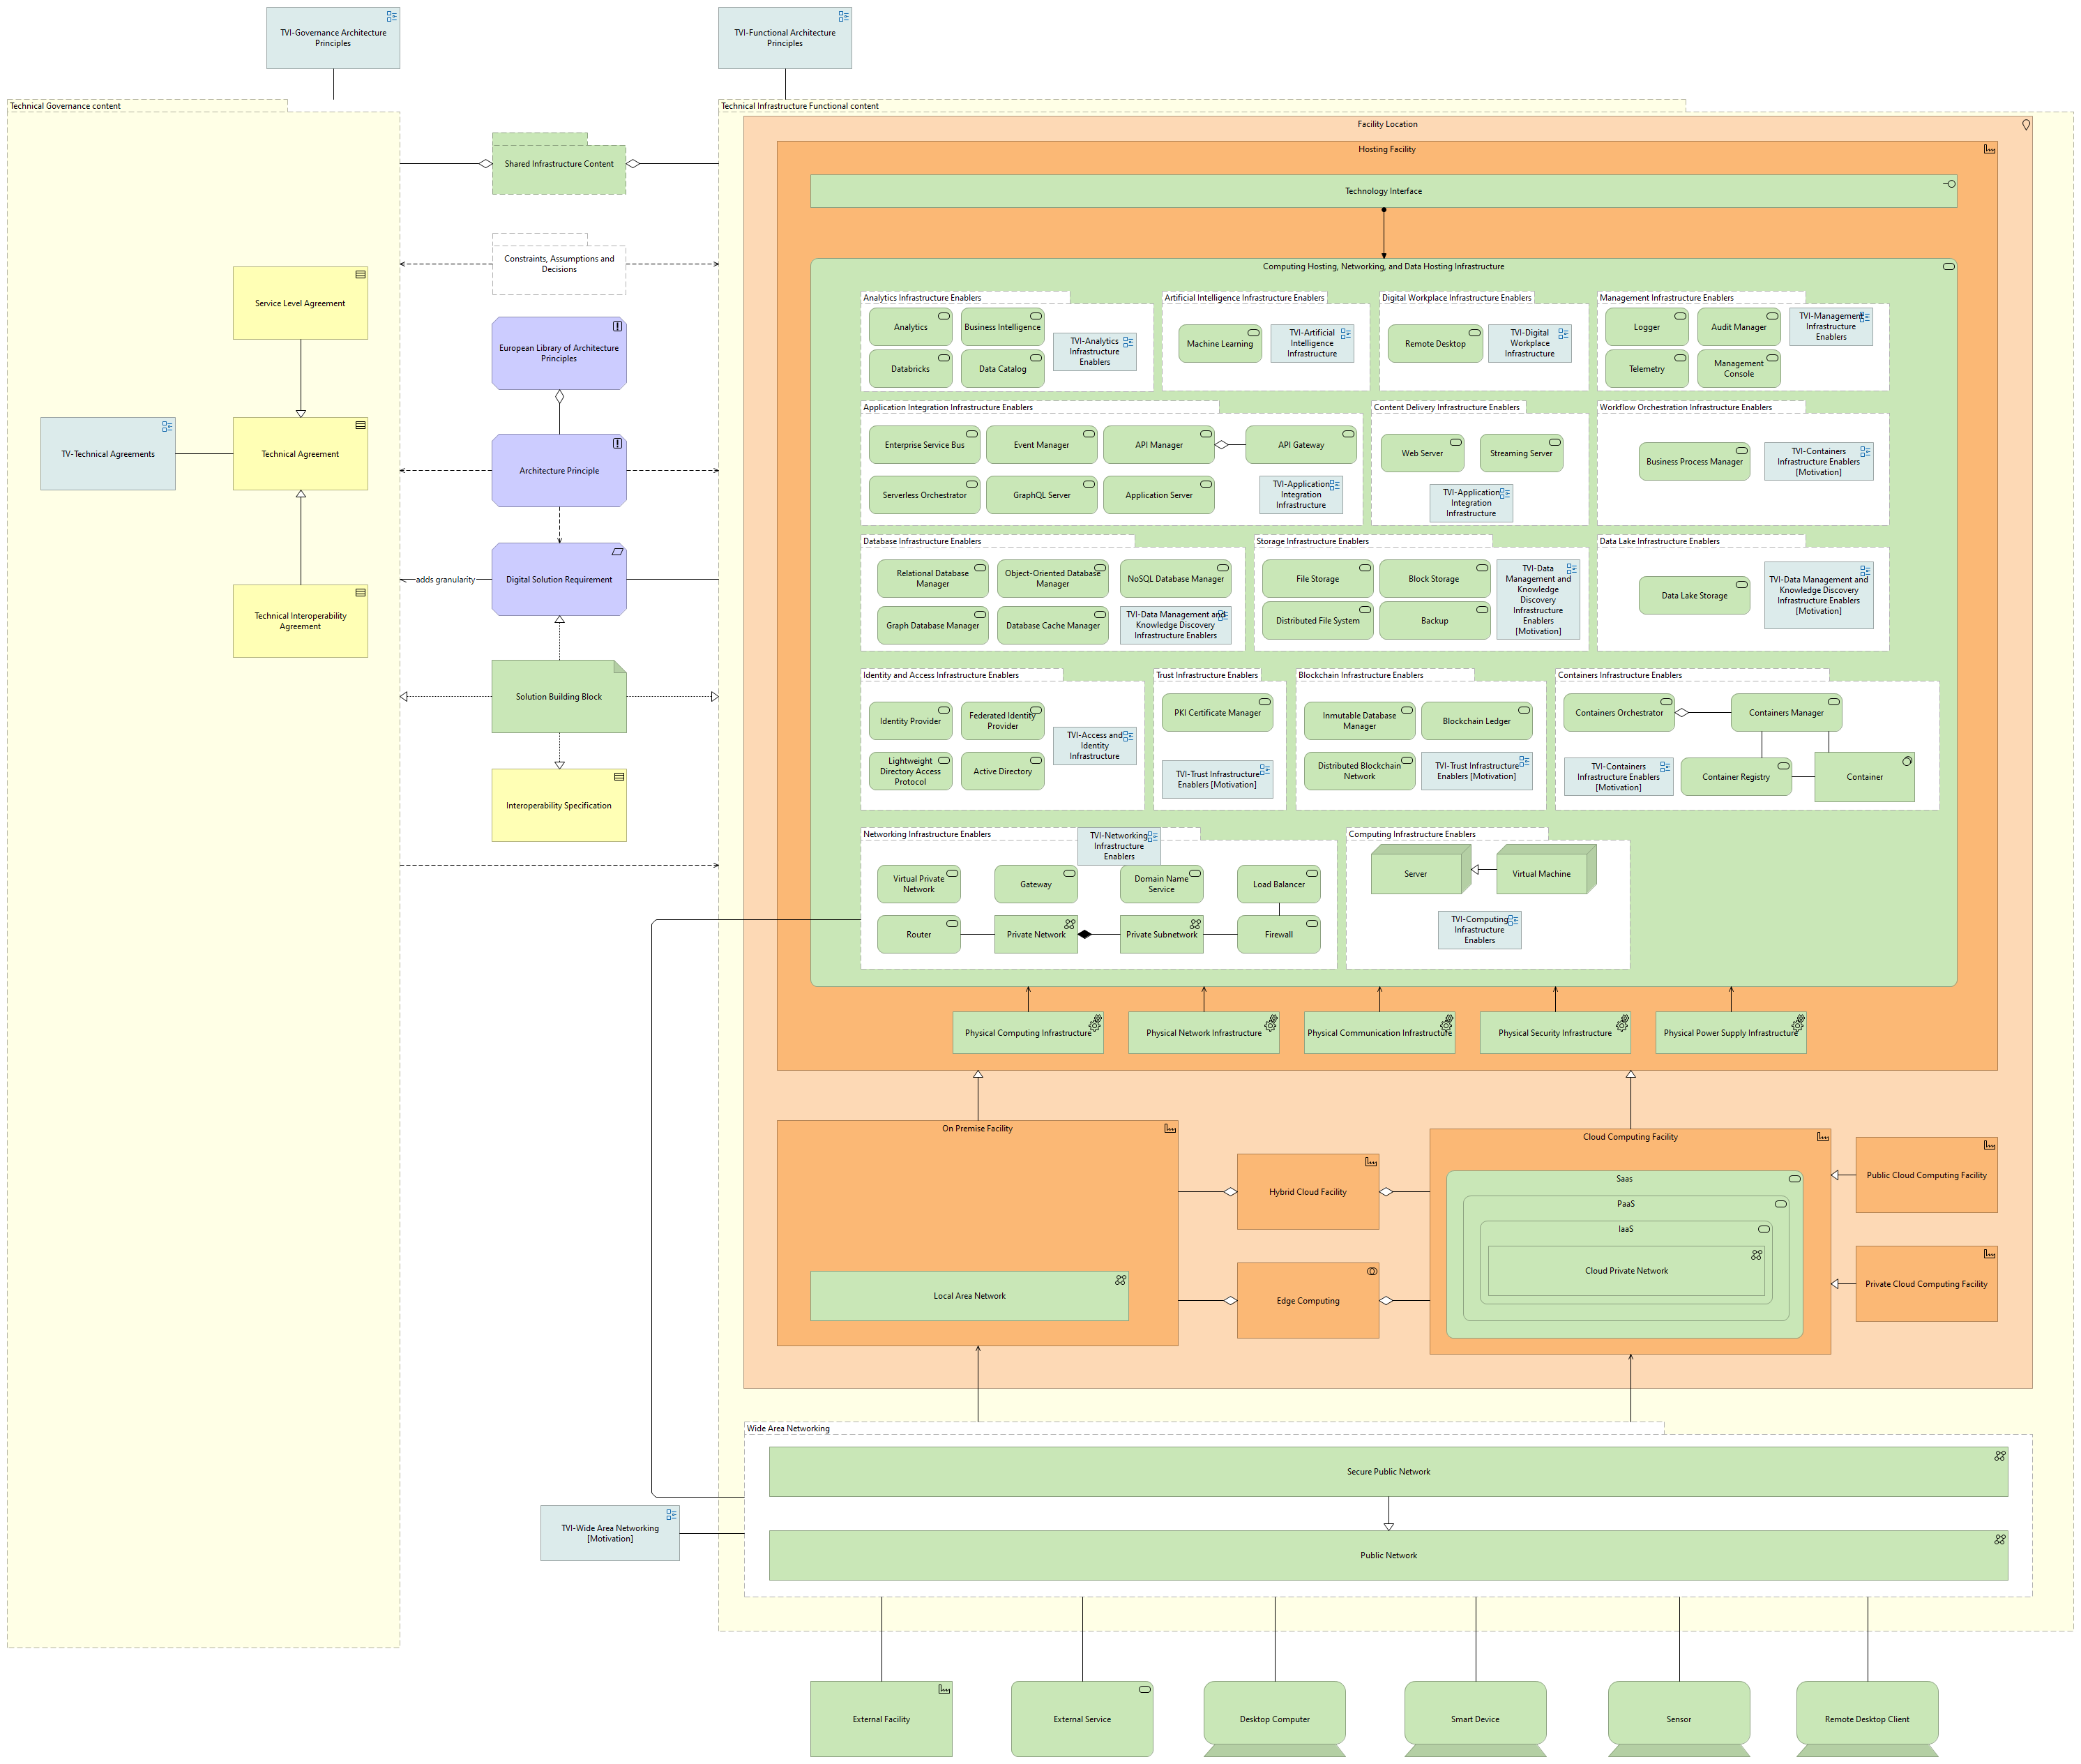 TVI-Governance Architecture
Principles
TVI-Functional Architecture
Principles
Technical Governance content
Technical Infrastructure Functional content
Shared Infrastructure Content
Constraints, Assumptions and
Decisions
Service Level Agreement
European Library of Architecture
Principles
TV-Technical Agreements
Technical Agreement
Architecture Principle
adds granularity
Digital Solution Requirement
Technical Interoperability
Agreement
Solution Building Block
Interoperability Specification
Facility Location
Hosting Facility
Technology Interface
Computing Hosting, Networking, and Data Hosting Infrastructure
Analytics Infrastructure Enablers
Analytics
Business Intelligence
Databricks
Data Catalog
TVI-Analytics
Infrastructure
Enablers
Artificial Intelligence Infrastructure Enablers
Machine Learning
TVI-Artificial
Intelligence
Infrastructure
Digital Workplace Infrastructure Enablers
Remote Desktop
TVI-Digital
Workplace
Infrastructure
Management Infrastructure Enablers
Logger
Audit Manager
TVI-Management
Infrastructure
Enablers
Telemetry
Management
Console
Application Integration Infrastructure Enablers
Enterprise Service Bus
Event Manager
API Manager
API Gateway
Serverless Orchestrator
GraphQL Server
Application Server
TVI-Application
Integration
Infrastructure
Content Delivery Infrastructure Enablers
Web Server
Streaming Server
TVI-Application
Integration
Infrastructure
Workflow Orchestration Infrastructure Enablers
Business Process Manager
TVI-Containers
Infrastructure Enablers
[Motivation]
Database Infrastructure Enablers
Relational Database
Manager
Object-Oriented Database
Manager
NoSQL Database Manager
Graph Database Manager
Database Cache Manager
TVI-Data Management and
Knowledge Discovery
Infrastructure Enablers
Storage Infrastructure Enablers
File Storage
Block Storage
Distributed File System
Backup
TVI-Data
Management and
Knowledge
Discovery
Infrastructure
Enablers
[Motivation]
Data Lake Infrastructure Enablers
Data Lake Storage
TVI-Data Management and
Knowledge Discovery
Infrastructure Enablers
[Motivation]
Identity and Access Infrastructure Enablers
Identity Provider
Federated Identity
Provider
Lightweight
Directory Access
Protocol
Active Directory
TVI-Access and
Identity
Infrastructure
Trust Infrastructure Enablers
PKI Certificate Manager
TVI-Trust Infrastructure
Enablers [Motivation]
Blockchain Infrastructure Enablers
Inmutable Database
Manager
Blockchain Ledger
Distributed Blockchain
Network
TVI-Trust Infrastructure
Enablers [Motivation]
Containers Infrastructure Enablers
Containers Orchestrator
Containers Manager
TVI-Containers
Infrastructure Enablers
[Motivation]
Container Registry
Container
Networking Infrastructure Enablers
TVI-Networking
Infrastructure
Enablers
Virtual Private
Network
Gateway
Domain Name
Service
Load Balancer
Router
Private Network
Private Subnetwork
Firewall
Computing Infrastructure Enablers
Server
Virtual Machine
TVI-Computing
Infrastructure
Enablers
Physical Computing Infrastructure
Physical Network Infrastructure
Physical Communication Infrastructure
Physical Security Infrastructure
Physical Power Supply Infrastructure
On Premise Facility
Local Area Network
Hybrid Cloud Facility
Edge Computing
Cloud Computing Facility
Saas
PaaS
IaaS
Cloud Private Network
Public Cloud Computing Facility
Private Cloud Computing Facility
Wide Area Networking
Secure Public Network
Public Network
TVI-Wide Area Networking
[Motivation]
External Facility
External Service
Desktop Computer
Smart Device
Sensor
Remote Desktop Client